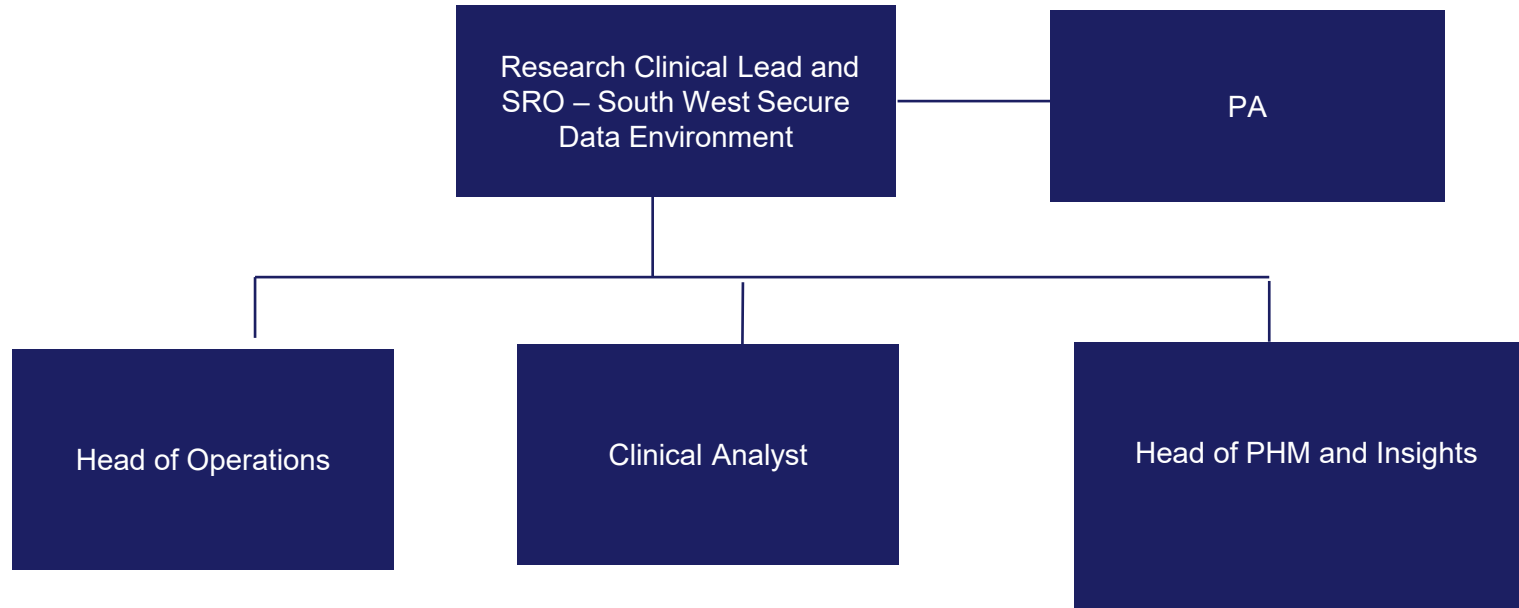 Research Clinical Lead and
SRO – South West Secure
Data Environment
PA
Head of Operations
Clinical Analyst
Head of PHM and Insights